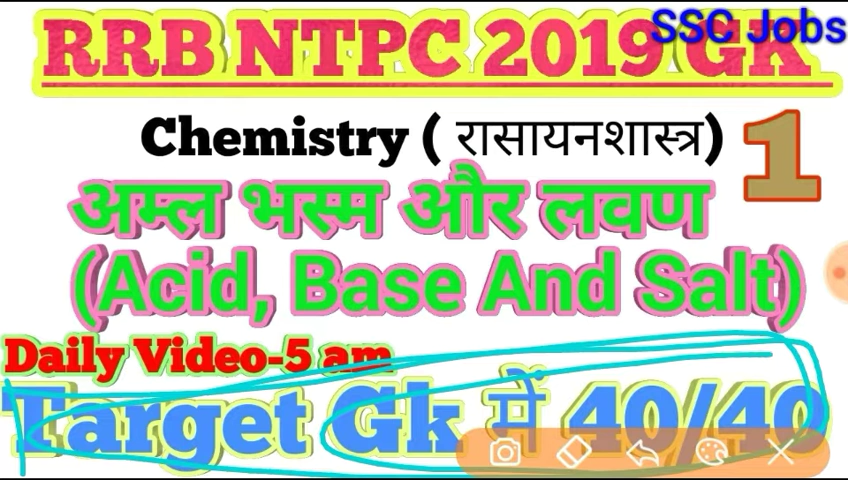 RRB NTPC 2019 GK
SSC Jobs
Chemistry ( रासायनशास्त्र)
1
अम्ल भस्म और लवण
(Acid, Base And Salt)
Daily Video-5 am
Target Gk में 40/40